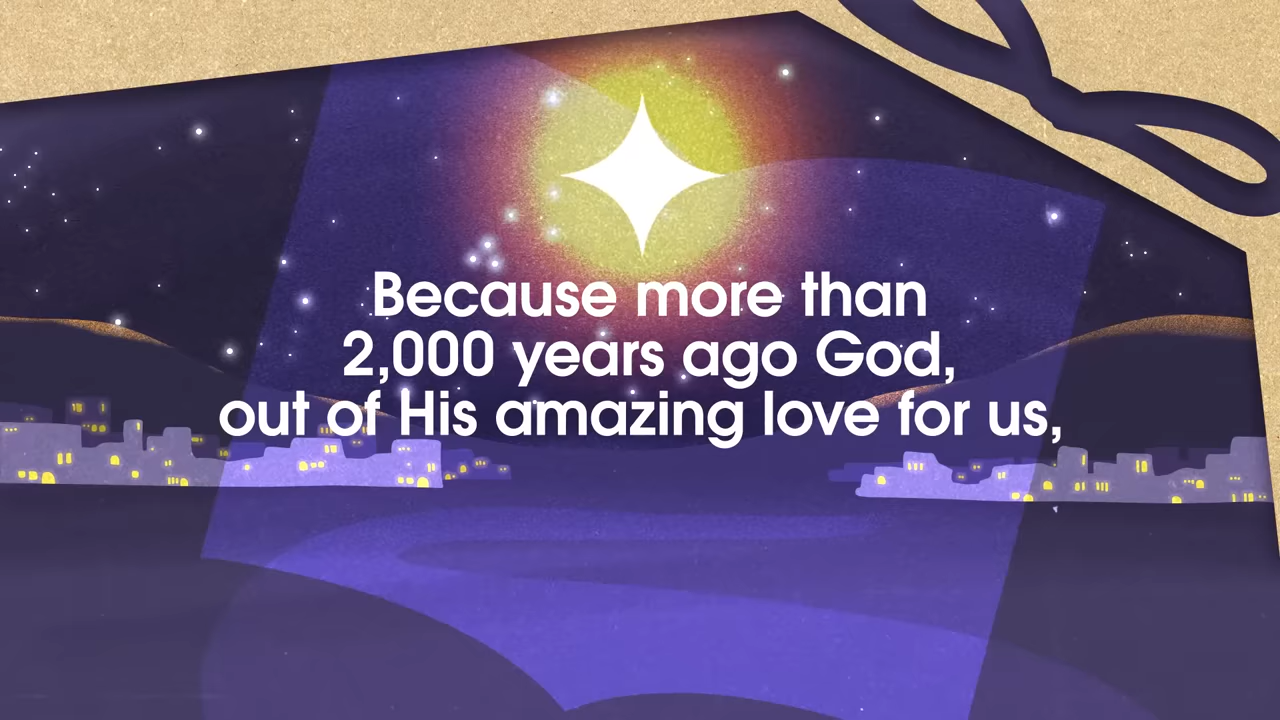 Because more than
2,000 years ago God,
out of His amazing love for us,